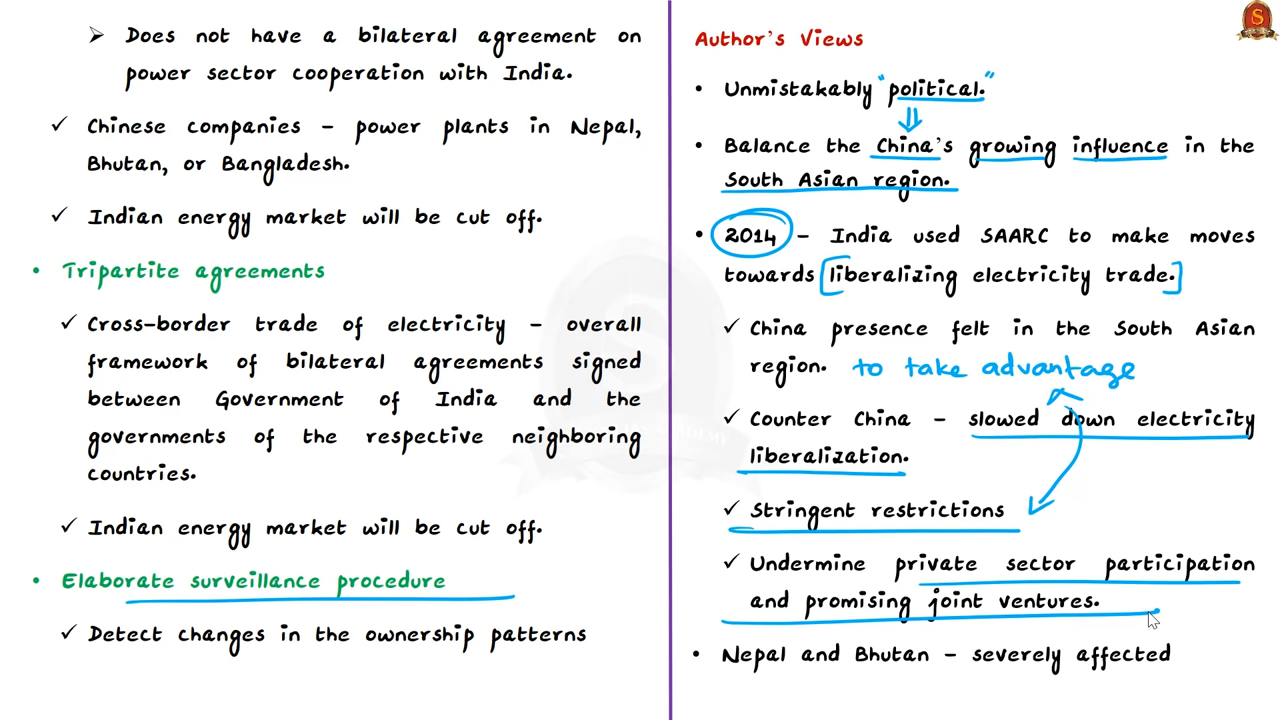 ➢ Does not have a bilateral agreement on
power sector cooperation with India.
✓ Chinese companies – power plants in Nepal,
Bhutan, or Bangladesh.
✓ Indian energy market will be cut off.
• Tripartite agreements
✓ Cross-border trade of electricity – overall
framework of bilateral agreements signed
between Government of India and the
governments of the respective neighboring
countries.
✓ Indian energy market will be cut off.
• Elaborate surveillance procedure
✓ Detect changes in the ownership patterns
Author's Views
• Unmistakably "political."
• Balance the China's growing influence in the
South Asian region.
• 2014 – India used SAARC to make moves
towards [liberalizing electricity trade.]
✓ China presence felt in the South Asian
region. to take advantage
✓ Counter China – slowed down electricity
liberalization.
✓ Stringent restrictions
✓ Undermine private sector participation
and promising joint ventures.
• Nepal and Bhutan – severely affected